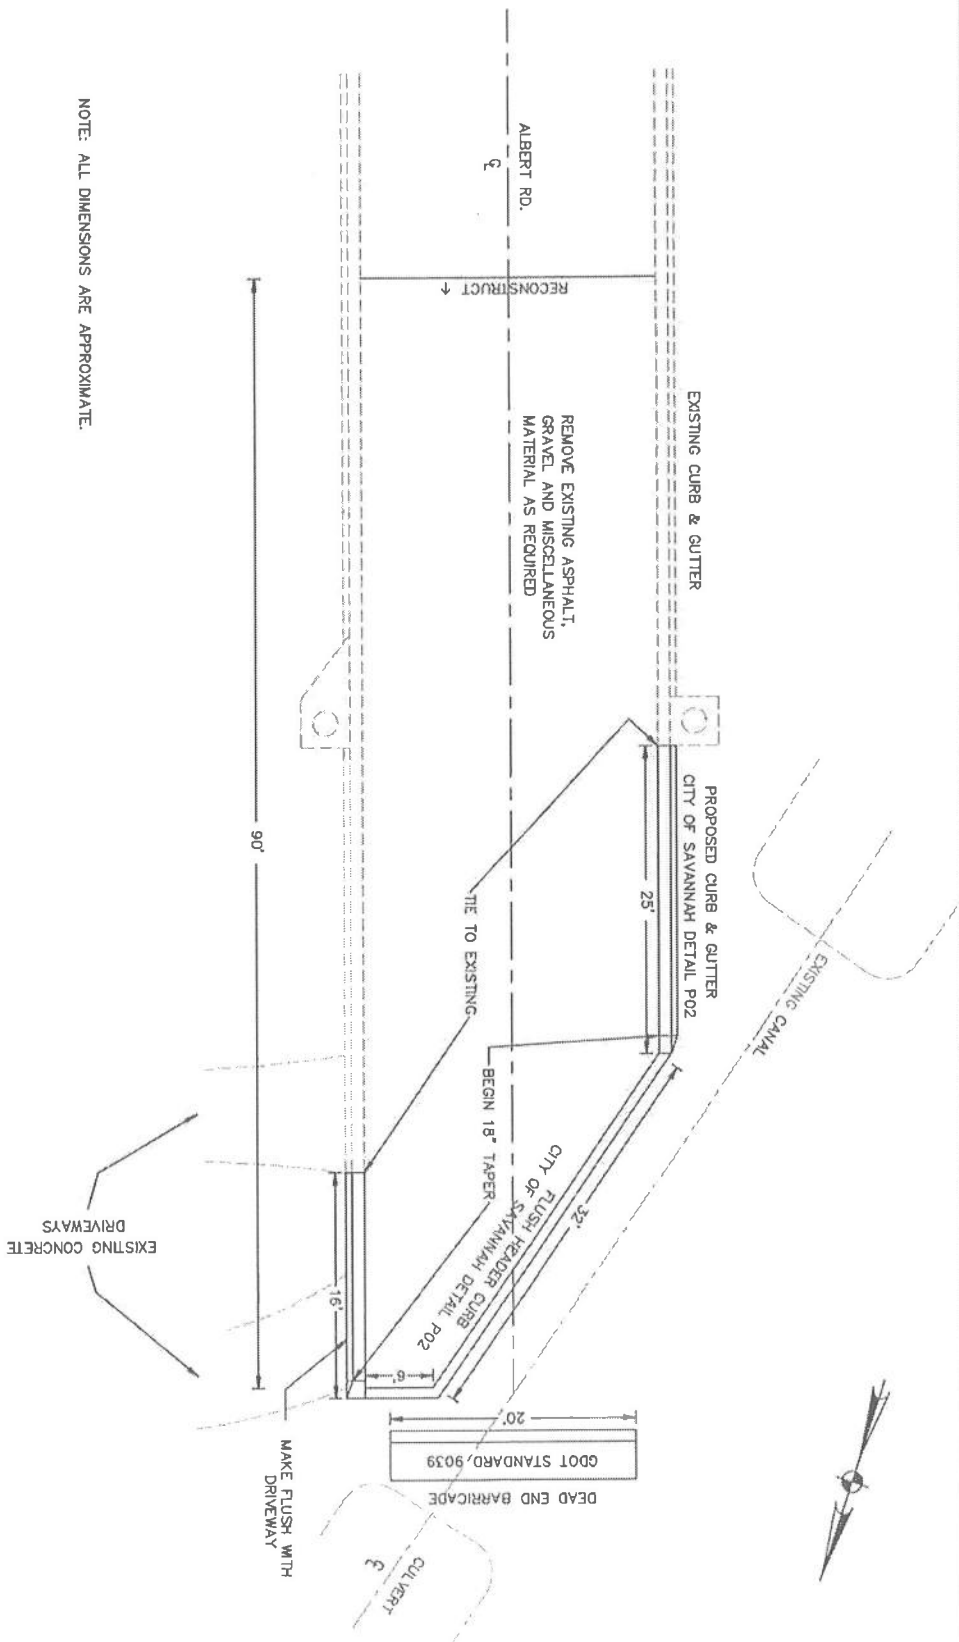 ALBERT RD.
CL
RECONSTRUCT
EXISTING CURB & GUTTER
REMOVE EXISTING ASPHALT,
GRAVEL AND MISCELLANEOUS
MATERIAL AS REQUIRED
PROPOSED CURB & GUTTER
CITY OF SAVANNAH DETAIL P02
25'
EXISTING CANAL
TIE TO EXISTING
BEGIN 18" TAPER
32'
FLUSH HEADER CURB
CITY OF SAVANNAH DETAIL P02
90'
16'
6'
20'
GDOT STANDARD, 9039
DEAD END BARRICADE
EXISTING CONCRETE
DRIVEWAYS
MAKE FLUSH WITH
DRIVEWAY
CULVERT
CL
NOTE: ALL DIMENSIONS ARE APPROXIMATE.